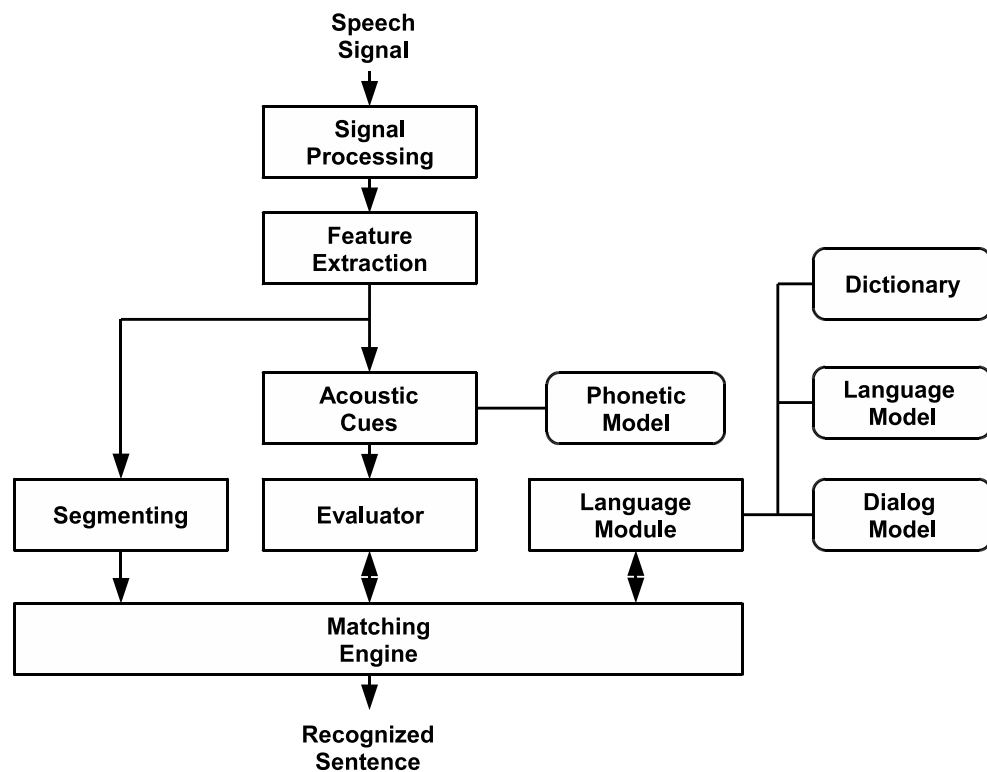 Speech
Signal
Signal
Processing
Feature
Extraction
Dictionary
Acoustic
Cues
Phonetic
Model
Language
Model
Segmenting
Evaluator
Language
Module
Dialog
Model
Matching
Engine
Recognized
Sentence